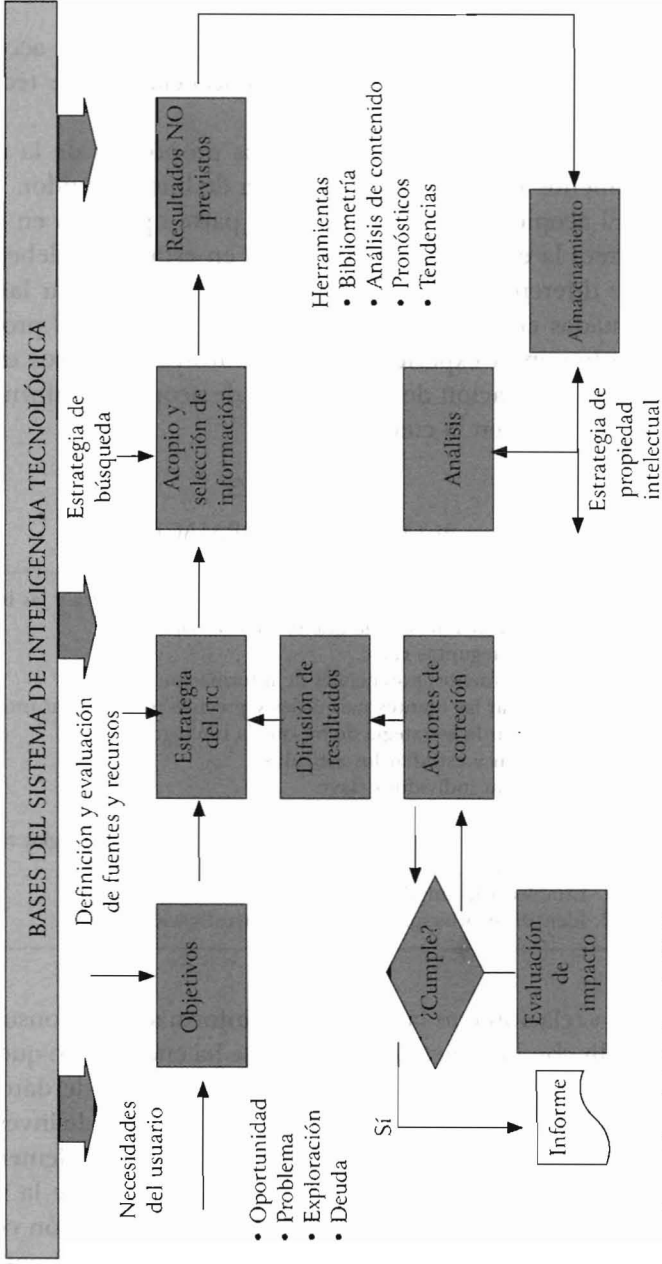 BASES DEL SISTEMA DE INTELIGENCIA TECNOLÓGICA
Necesidades
del usuario
• Oportunidad
• Problema
• Exploración
• Deuda
Objetivos
Definición y evaluación
de fuentes y recursos
Estrategia
del ITC
Estrategia de
búsqueda
Acopio y
selección de
información
Resultados NO
previstos
Herramientas
• Bibliometría
• Análisis de contenido
• Pronósticos
• Tendencias
Difusión de
resultados
Acciones de
correción
¿Cumple?
Sí
Evaluación
de
impacto
Informe
Análisis
Almacenamiento
Estrategia de
propiedad
intelectual